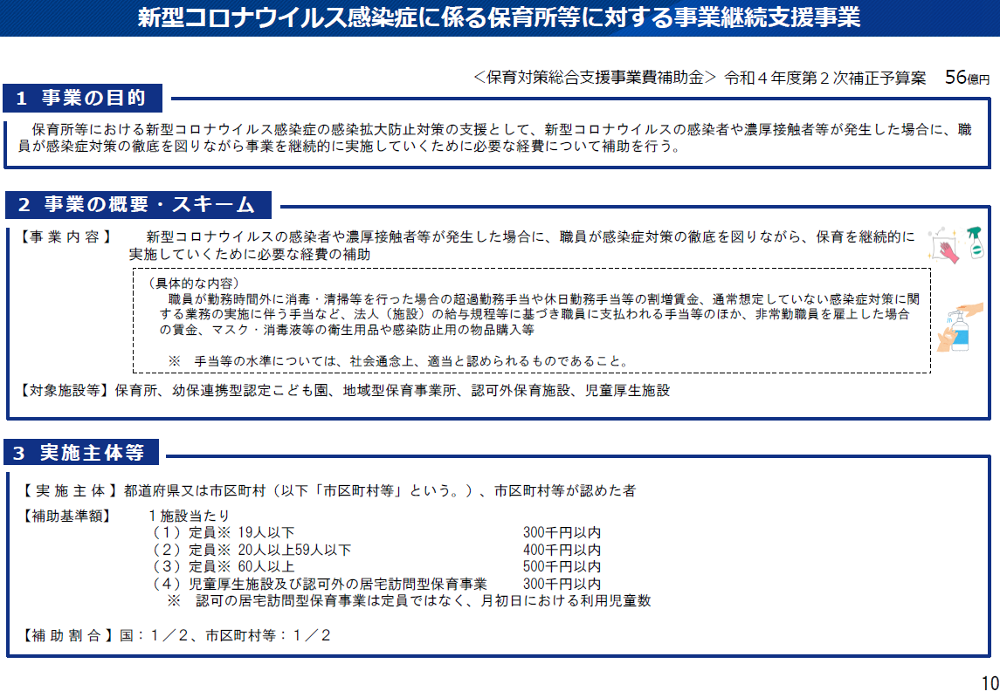 新型コロナウイルス感染症に係る保育所等に対する事業継続支援事業
＜保育対策総合支援事業費補助金＞ 令和４年度第２次補正予算案　56億円
１ 事業の目的
保育所等における新型コロナウイルス感染症の感染拡大防止対策の支援として、新型コロナウイルスの感染者や濃厚接触者等が発生した場合に、職
員が感染症対策の徹底を図りながら事業を継続的に実施していくために必要な経費について補助を行う。
２ 事業の概要・スキーム
【事業内容】　新型コロナウイルスの感染者や濃厚接触者等が発生した場合に、職員が感染症対策の徹底を図りながら、保育を継続的に
実施していくために必要な経費の補助
（具体的な内容）
職員が勤務時間外に消毒・清掃等を行った場合の超過勤務手当や休日勤務手当等の割増賃金、通常想定していない感染症対策に関
する業務の実施に伴う手当など、法人（施設）の給与規程等に基づき職員に支払われる手当等のほか、非常勤職員を雇上した場合
の賃金、マスク・消毒液等の衛生用品や感染防止用の物品購入等
※　手当等の水準については、社会通念上、適当と認められるものであること。
【対象施設等】保育所、幼保連携型認定こども園、地域型保育事業所、認可外保育施設、児童厚生施設
３ 実施主体等
【実施主体】都道府県又は市区町村（以下「市区町村等」という。）、市区町村等が認めた者
【補助基準額】　１施設当たり
（１）定員※ 19人以下　300千円以内
（２）定員※ 20人以上59人以下　400千円以内
（３）定員※ 60人以上　500千円以内
（４）児童厚生施設及び認可外の居宅訪問型保育事業　300千円以内
※　認可の居宅訪問型保育事業は定員ではなく、月初日における利用児童数
【補助割合】国：１／２、市区町村等：１／２
10